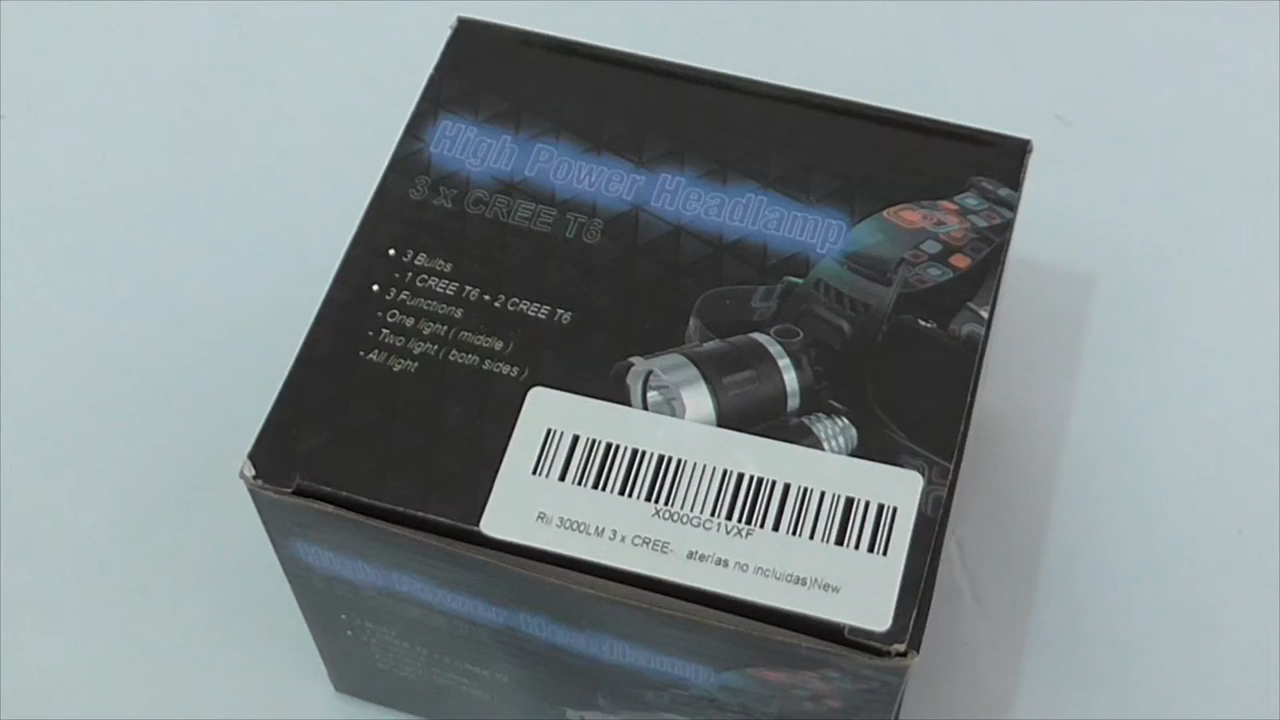 High Power Headlamp
3 x CREE T6
3 Bulbs
- 1 CREE T6 + 2 CREE T6
3 Functions
- One light ( middle )
- Two light ( both sides )
- All light
X000GC1VXF
Rii 3000LM 3 x CREE- aterías no incluidas)New